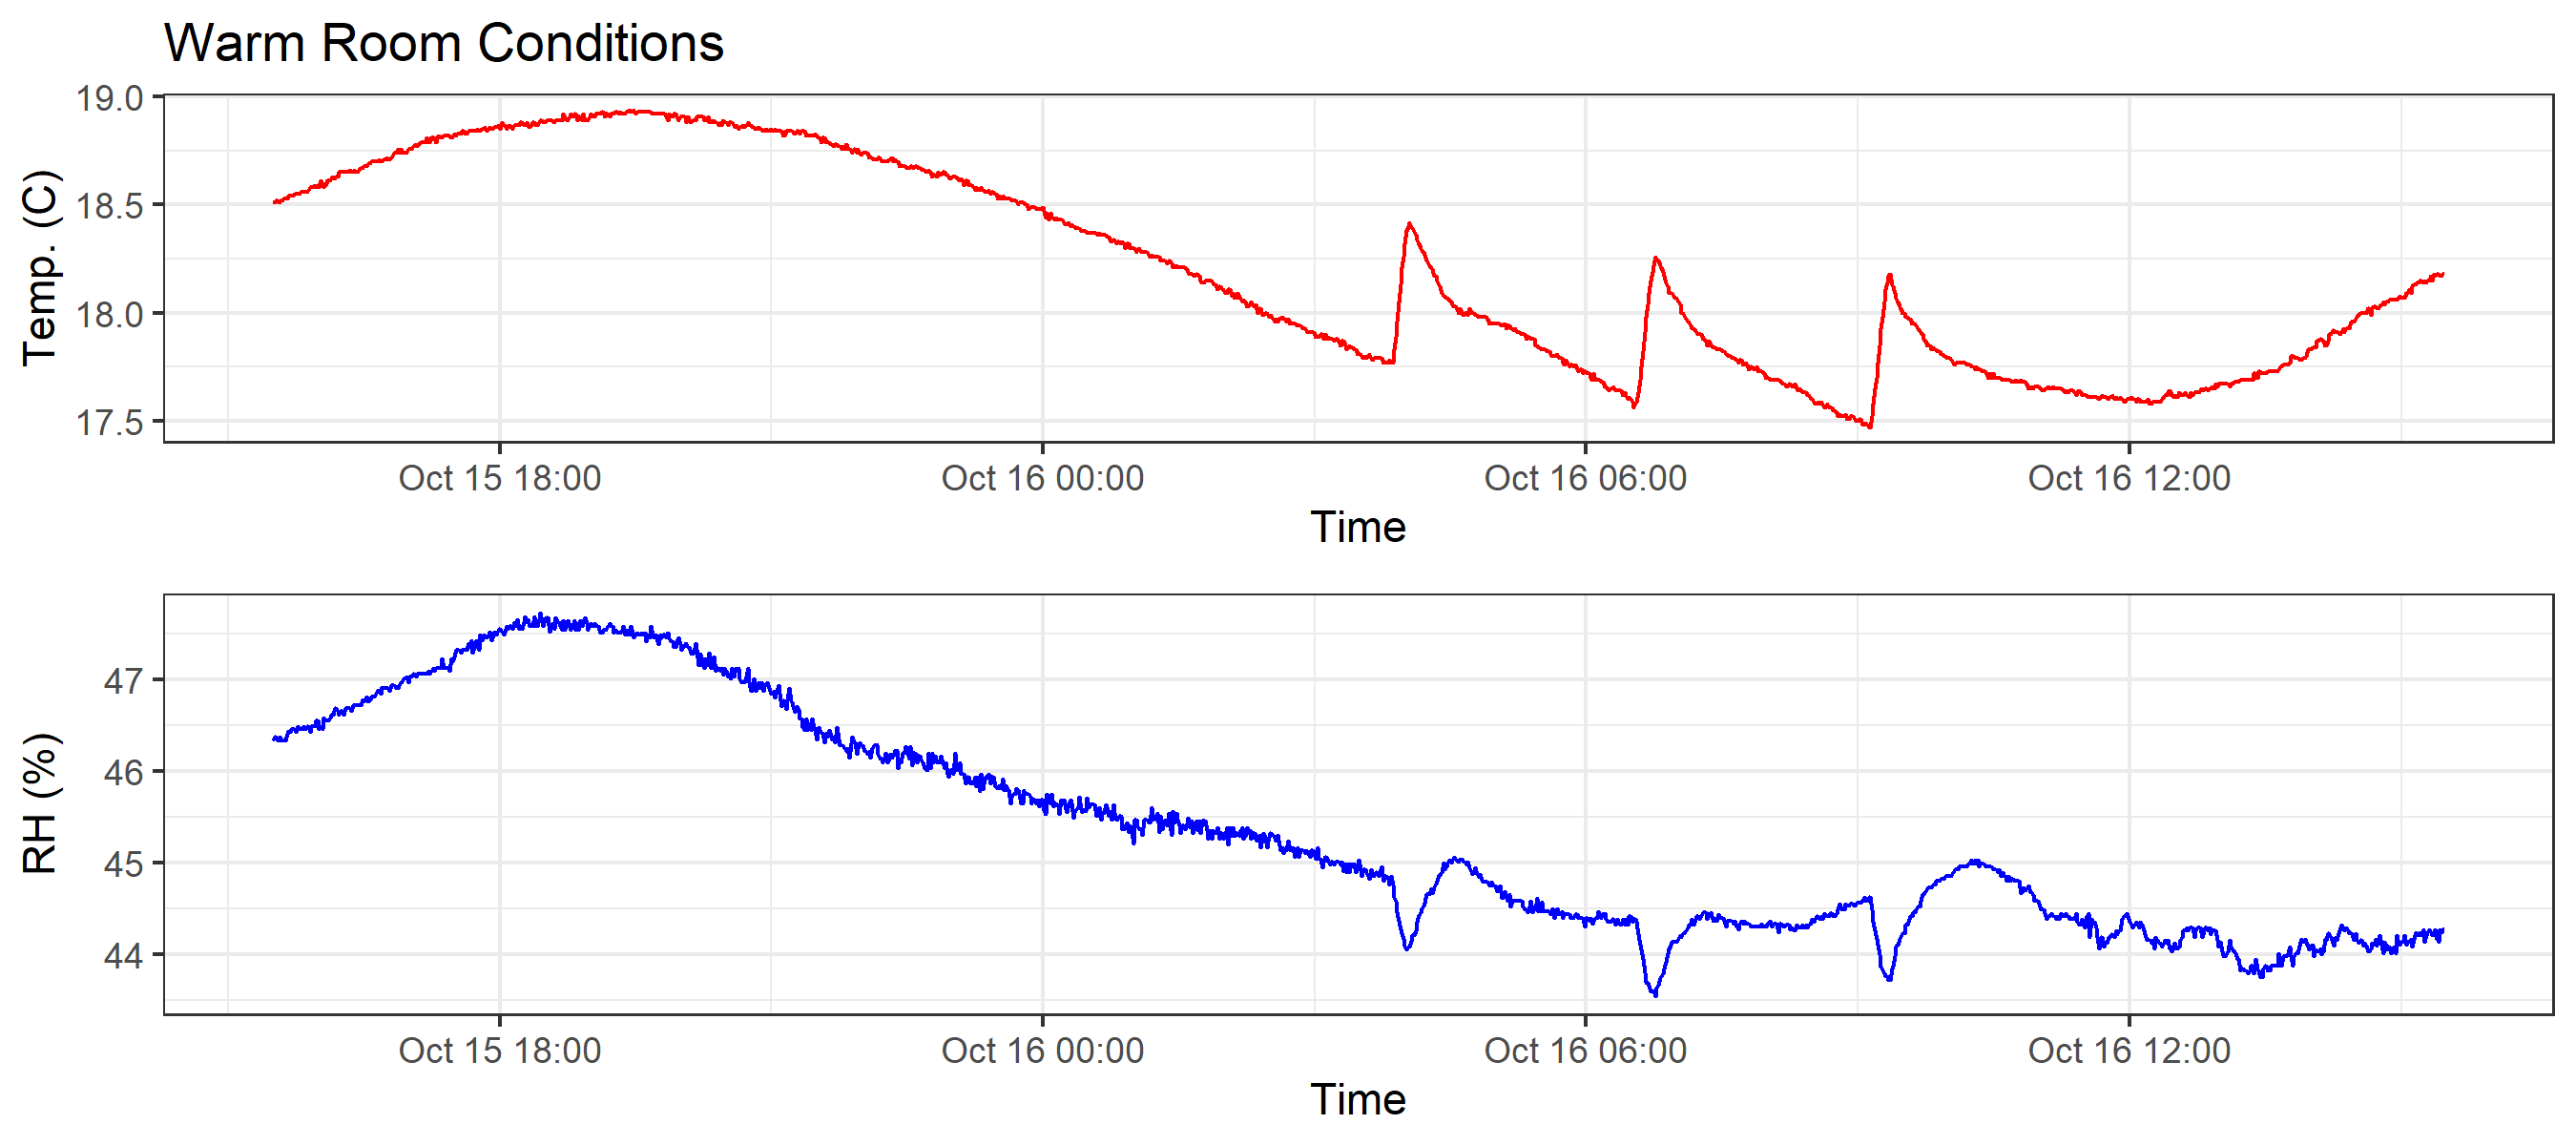 Warm Room Conditions
19.0
18.5
18.0
17.5
Temp. (C)
Oct 15 18:00 Oct 16 00:00 Oct 16 06:00 Oct 16 12:00
Time
47
46
45
44
RH (%)
Oct 15 18:00 Oct 16 00:00 Oct 16 06:00 Oct 16 12:00
Time